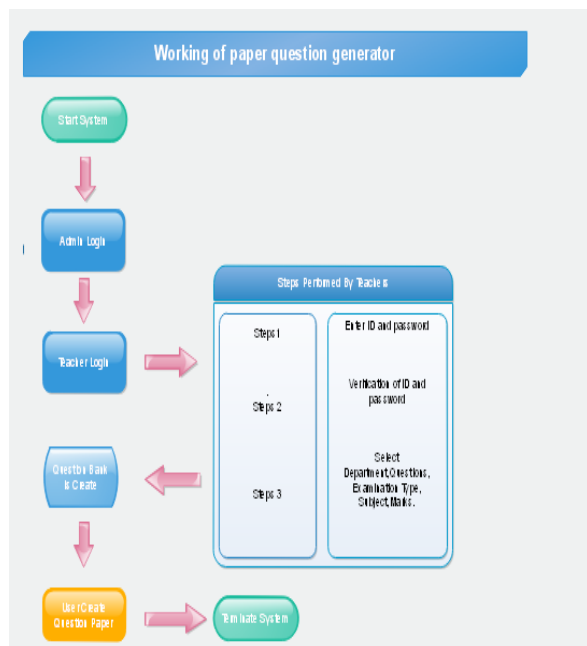 Working of paper question generator
Start System
Admin Login
Teacher Login
Steps Perfomed By Teachers
Steps 1
Enter ID and password
Steps 2
Verification of ID and
password
Steps 3
Select
Department,Questions,
Examination Type,
Subject,Marks.
Question Bank
is Create
User Create
Question Paper
Terminate System